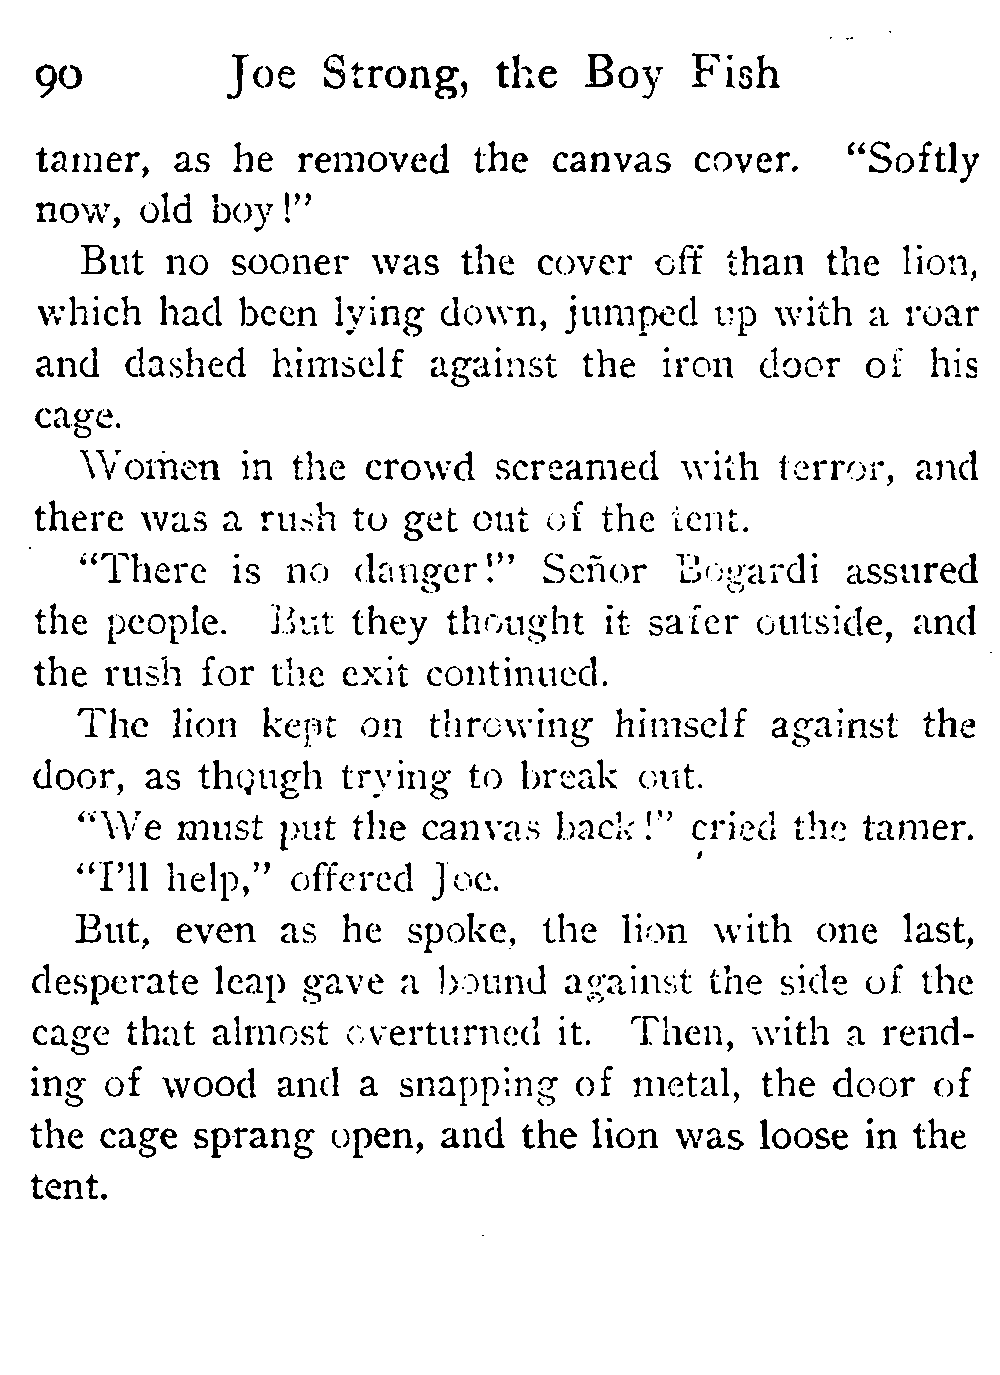 90 Joe Strong, the Boy Fish
tamer, as he removed the canvas cover. “Softly
now, old boy!”
But no sooner was the cover off than the lion,
which had been lying down, jumped up with a roar
and dashed himself against the iron door of his
cage.
Women in the crowd screamed with terror, and
there was a rush to get out of the tent.
“There is no danger!” Señor Bogardi assured
the people. But they thought it safer outside, and
the rush for the exit continued.
The lion kept on throwing himself against the
door, as though trying to break out.
“We must put the canvas back!” cried the tamer.
“I’ll help,” offered Joe.
But, even as he spoke, the lion with one last,
desperate leap gave a bound against the side of the
cage that almost overturned it. Then, with a rend-
ing of wood and a snapping of metal, the door of
the cage sprang open, and the lion was loose in the
tent.